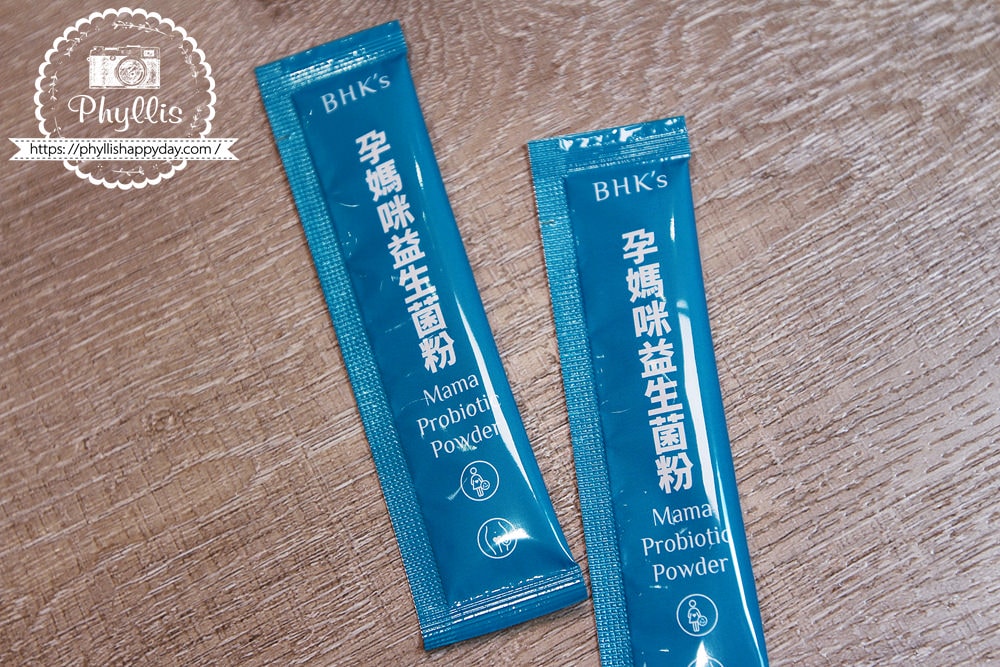 Phyllis
https://phyllishappyday.com/
BHK's
孕媽咪益生菌粉
Mama
Probiotic
Powder
BHK's
孕媽咪益生菌粉
Mama
Probiotic
Powder